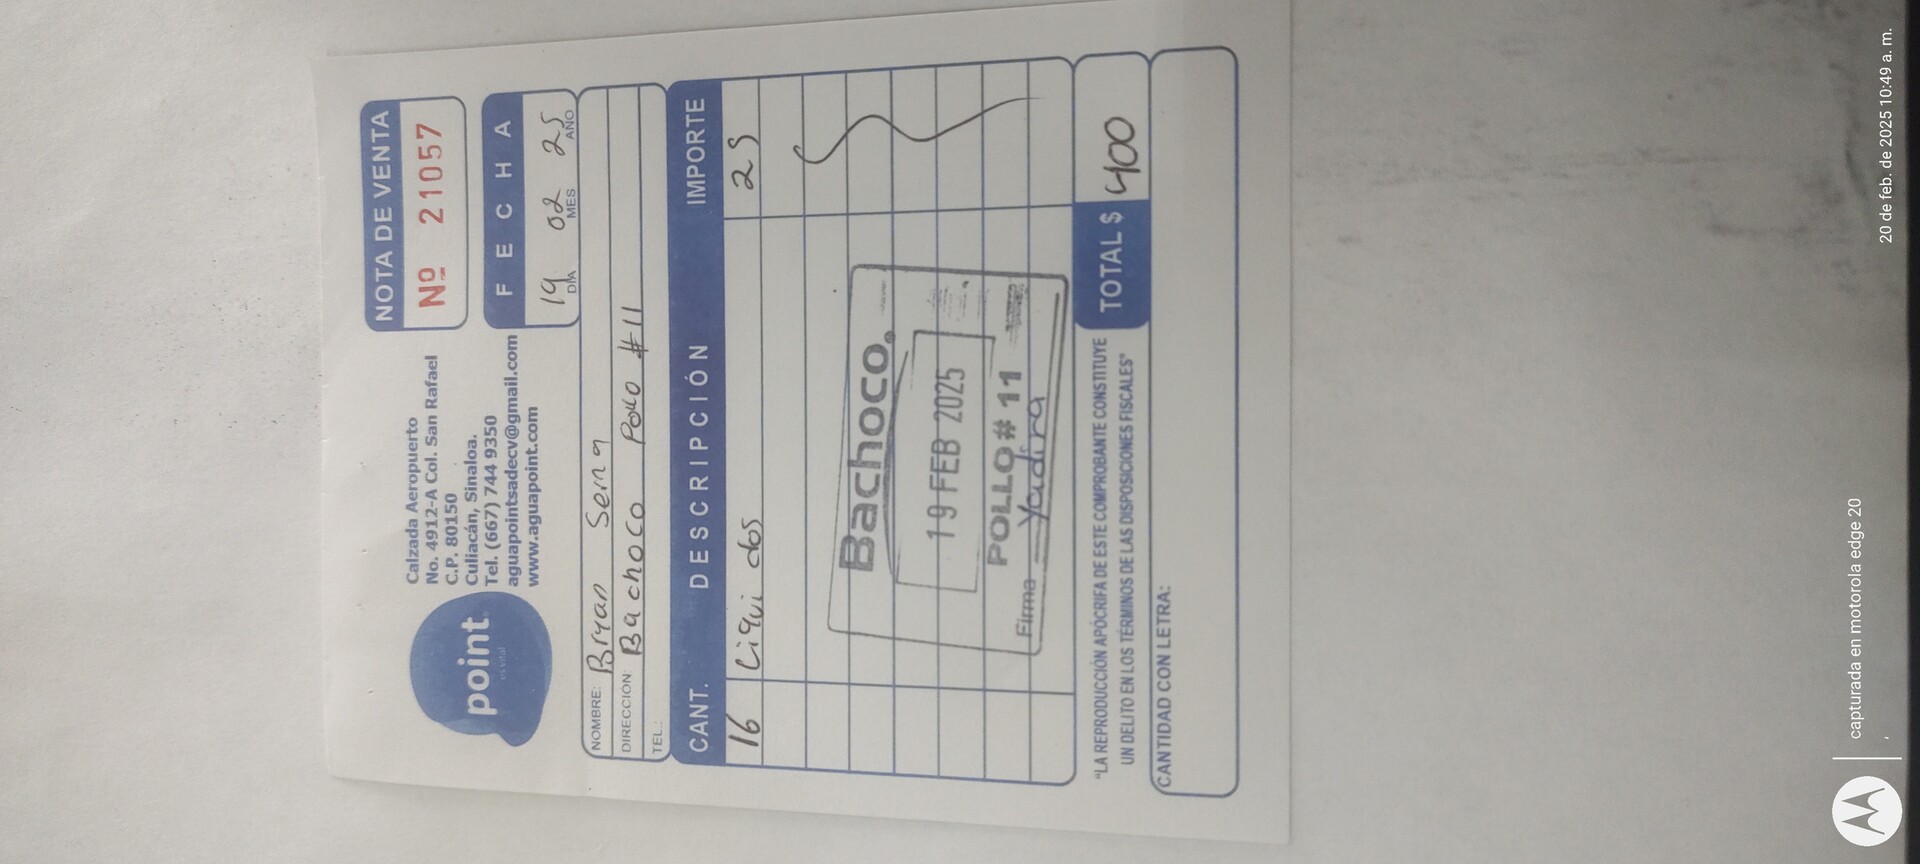 point
es vital
Calzada Aeropuerto
No. 4912-A Col. San Rafael
C.P. 80150
Culiacán, Sinaloa.
Tel. (667) 744 9350
aguapointsadecv@gmail.com
www.aguapoint.com
NOTA DE VENTA
Nº 21057
FECHA
19 02 25
DÍA MES AÑO
NOMBRE: Bryan Serna
DIRECCIÓN: Bachoco Pollo #11
TEL.:
CANT. DESCRIPCIÓN IMPORTE
16 Liqui dos 25
Bachoco
19 FEB 2025
POLLO # 11
Firma Yadira
"LA REPRODUCCIÓN APÓCRIFA DE ESTE COMPROBANTE CONSTITUYE
UN DELITO EN LOS TÉRMINOS DE LAS DISPOSICIONES FISCALES"
TOTAL $ 400
CANTIDAD CON LETRA:
capturada en motorola edge 20
,
20 de feb. de 2025 10:49 a. m.